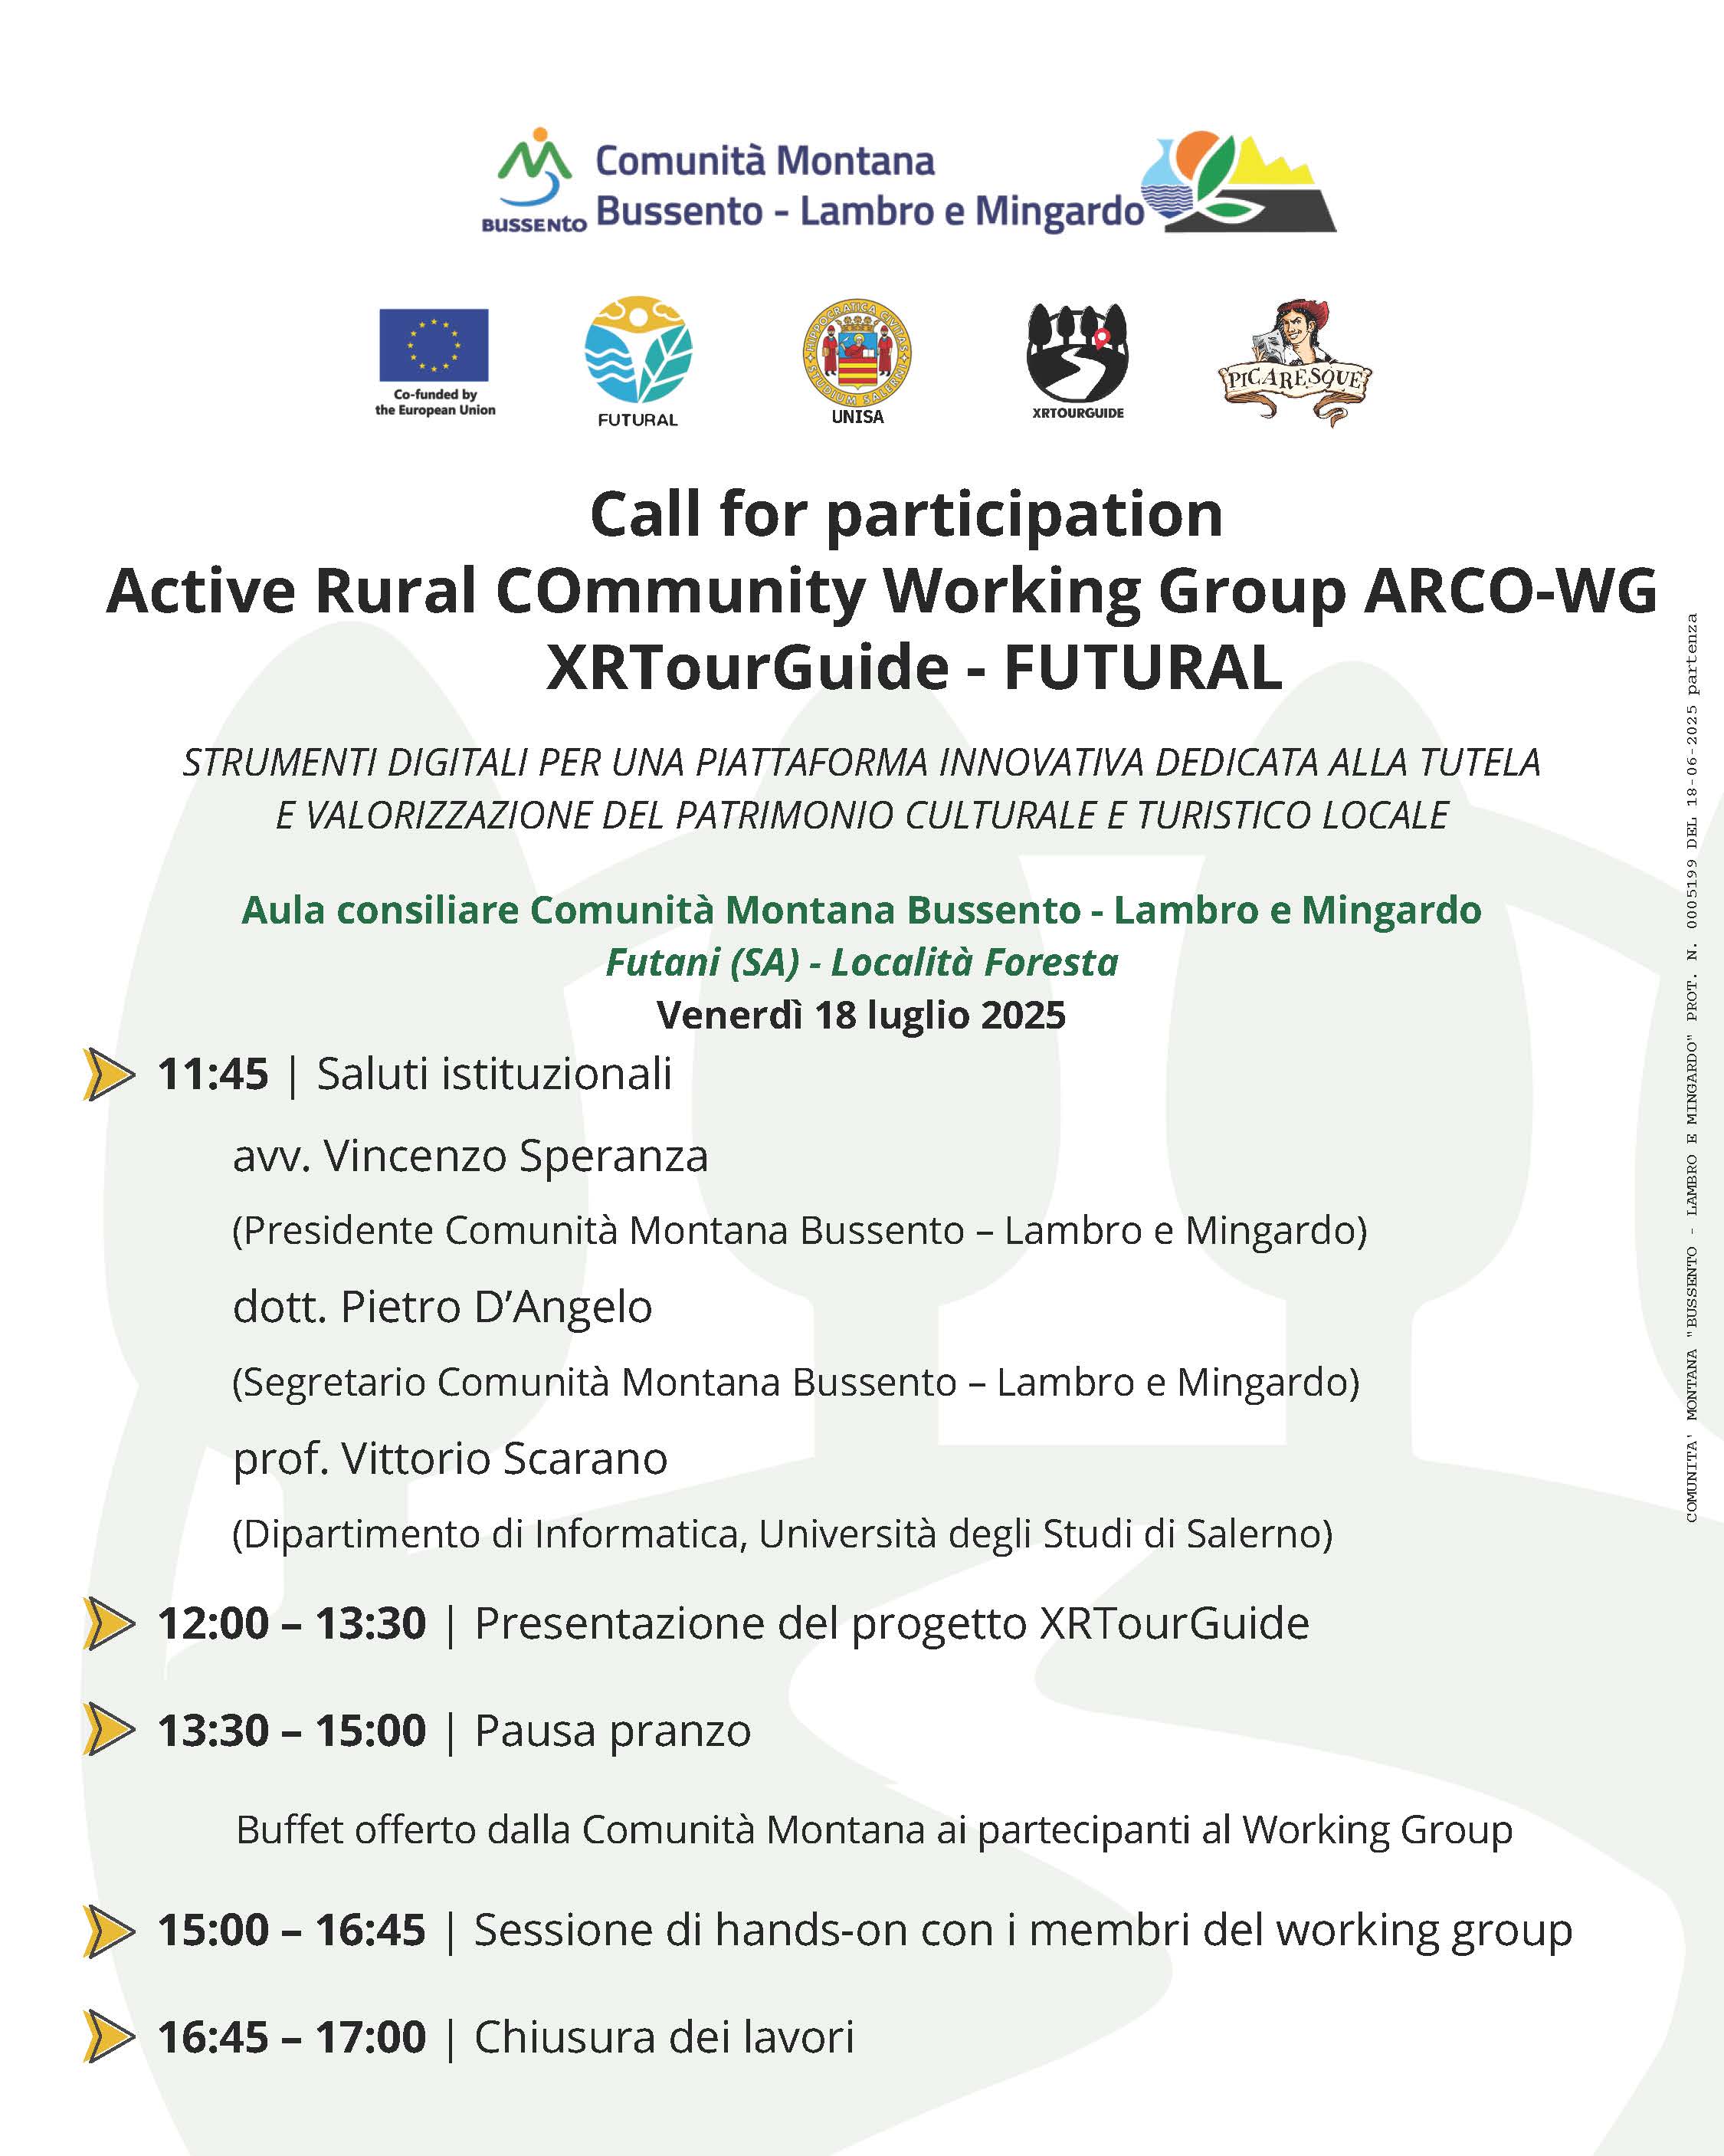 BUSSENTO
Comunità Montana
Bussento - Lambro e Mingardo
Co-funded by
the European Union
FUTURAL
HIPPOCRATICA CIVITAS
STUDIUM SALERNI
UNISA
XRTOURGUIDE
PICARESQUE
Call for participation
Active Rural COmmunity Working Group ARCO-WG
XRTourGuide - FUTURAL
STRUMENTI DIGITALI PER UNA PIATTAFORMA INNOVATIVA DEDICATA ALLA TUTELA
E VALORIZZAZIONE DEL PATRIMONIO CULTURALE E TURISTICO LOCALE
Aula consiliare Comunità Montana Bussento - Lambro e Mingardo
Futani (SA) - Località Foresta
Venerdì 18 luglio 2025
11:45 | Saluti istituzionali
avv. Vincenzo Speranza
(Presidente Comunità Montana Bussento – Lambro e Mingardo)
dott. Pietro D’Angelo
(Segretario Comunità Montana Bussento – Lambro e Mingardo)
prof. Vittorio Scarano
(Dipartimento di Informatica, Università degli Studi di Salerno)
12:00 – 13:30 | Presentazione del progetto XRTourGuide
13:30 – 15:00 | Pausa pranzo
Buffet offerto dalla Comunità Montana ai partecipanti al Working Group
15:00 – 16:45 | Sessione di hands-on con i membri del working group
16:45 – 17:00 | Chiusura dei lavori
COMUNITA' MONTANA "BUSSENTO - LAMBRO E MINGARDO" PROT. N. 0005199 DEL 18-06-2025 partenza